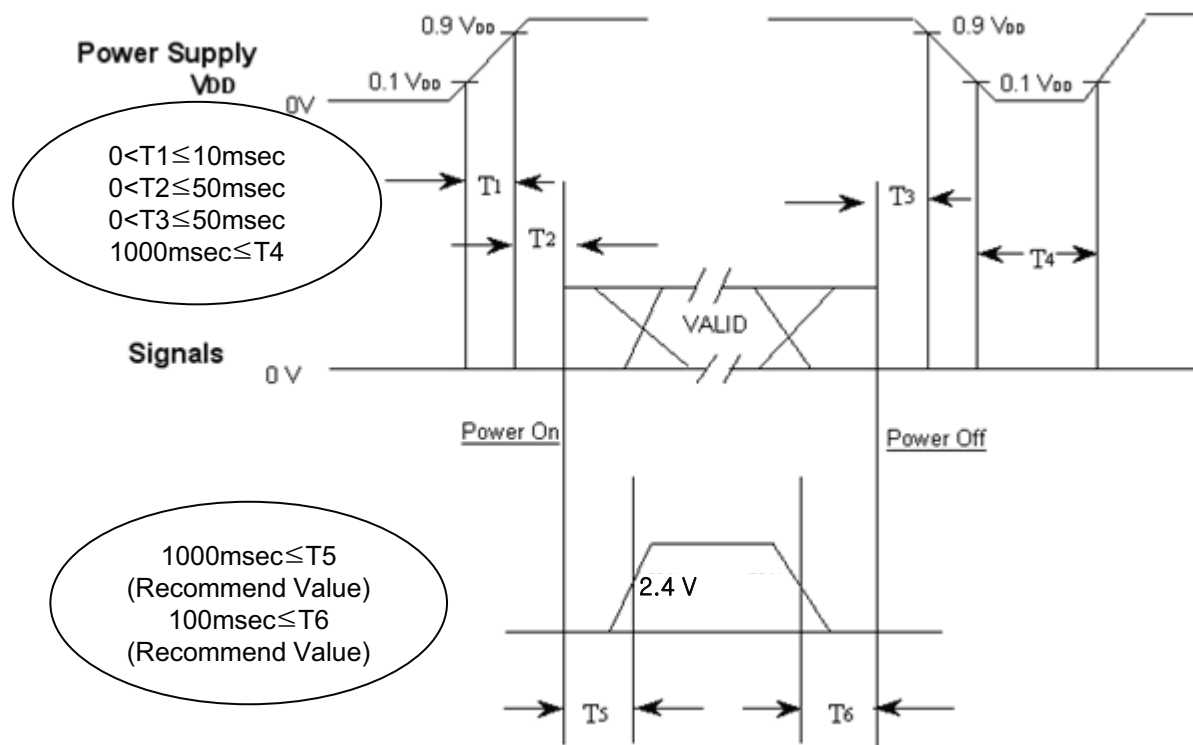 0.9 VDD
0.9 VDD
Power Supply
VDD
0.1 VDD
0.1 VDD
0V
0<T1≦10msec
0<T2≦50msec
0<T3≦50msec
1000msec≦T4
T1
T3
T2
T4
VALID
Signals
0 V
Power On
Power Off
1000msec≦T5
(Recommend Value)
100msec≦T6
(Recommend Value)
2.4 V
T5
T6